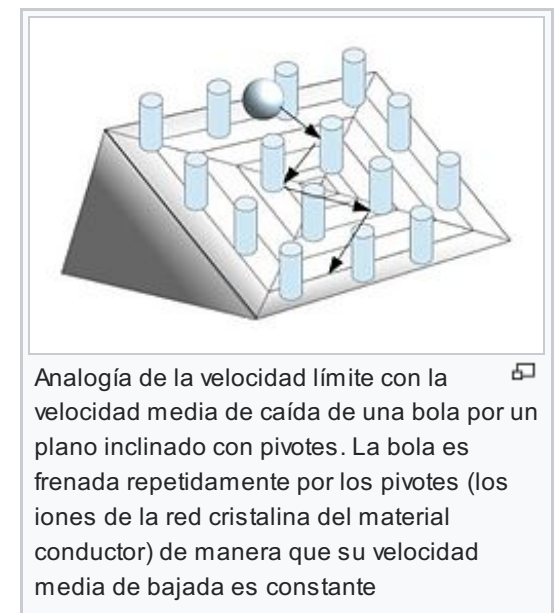 Analogía de la velocidad límite con la
velocidad media de caída de una bola por un
plano inclinado con pivotes. La bola es
frenada repetidamente por los pivotes (los
iones de la red cristalina del material
conductor) de manera que su velocidad
media de bajada es constante